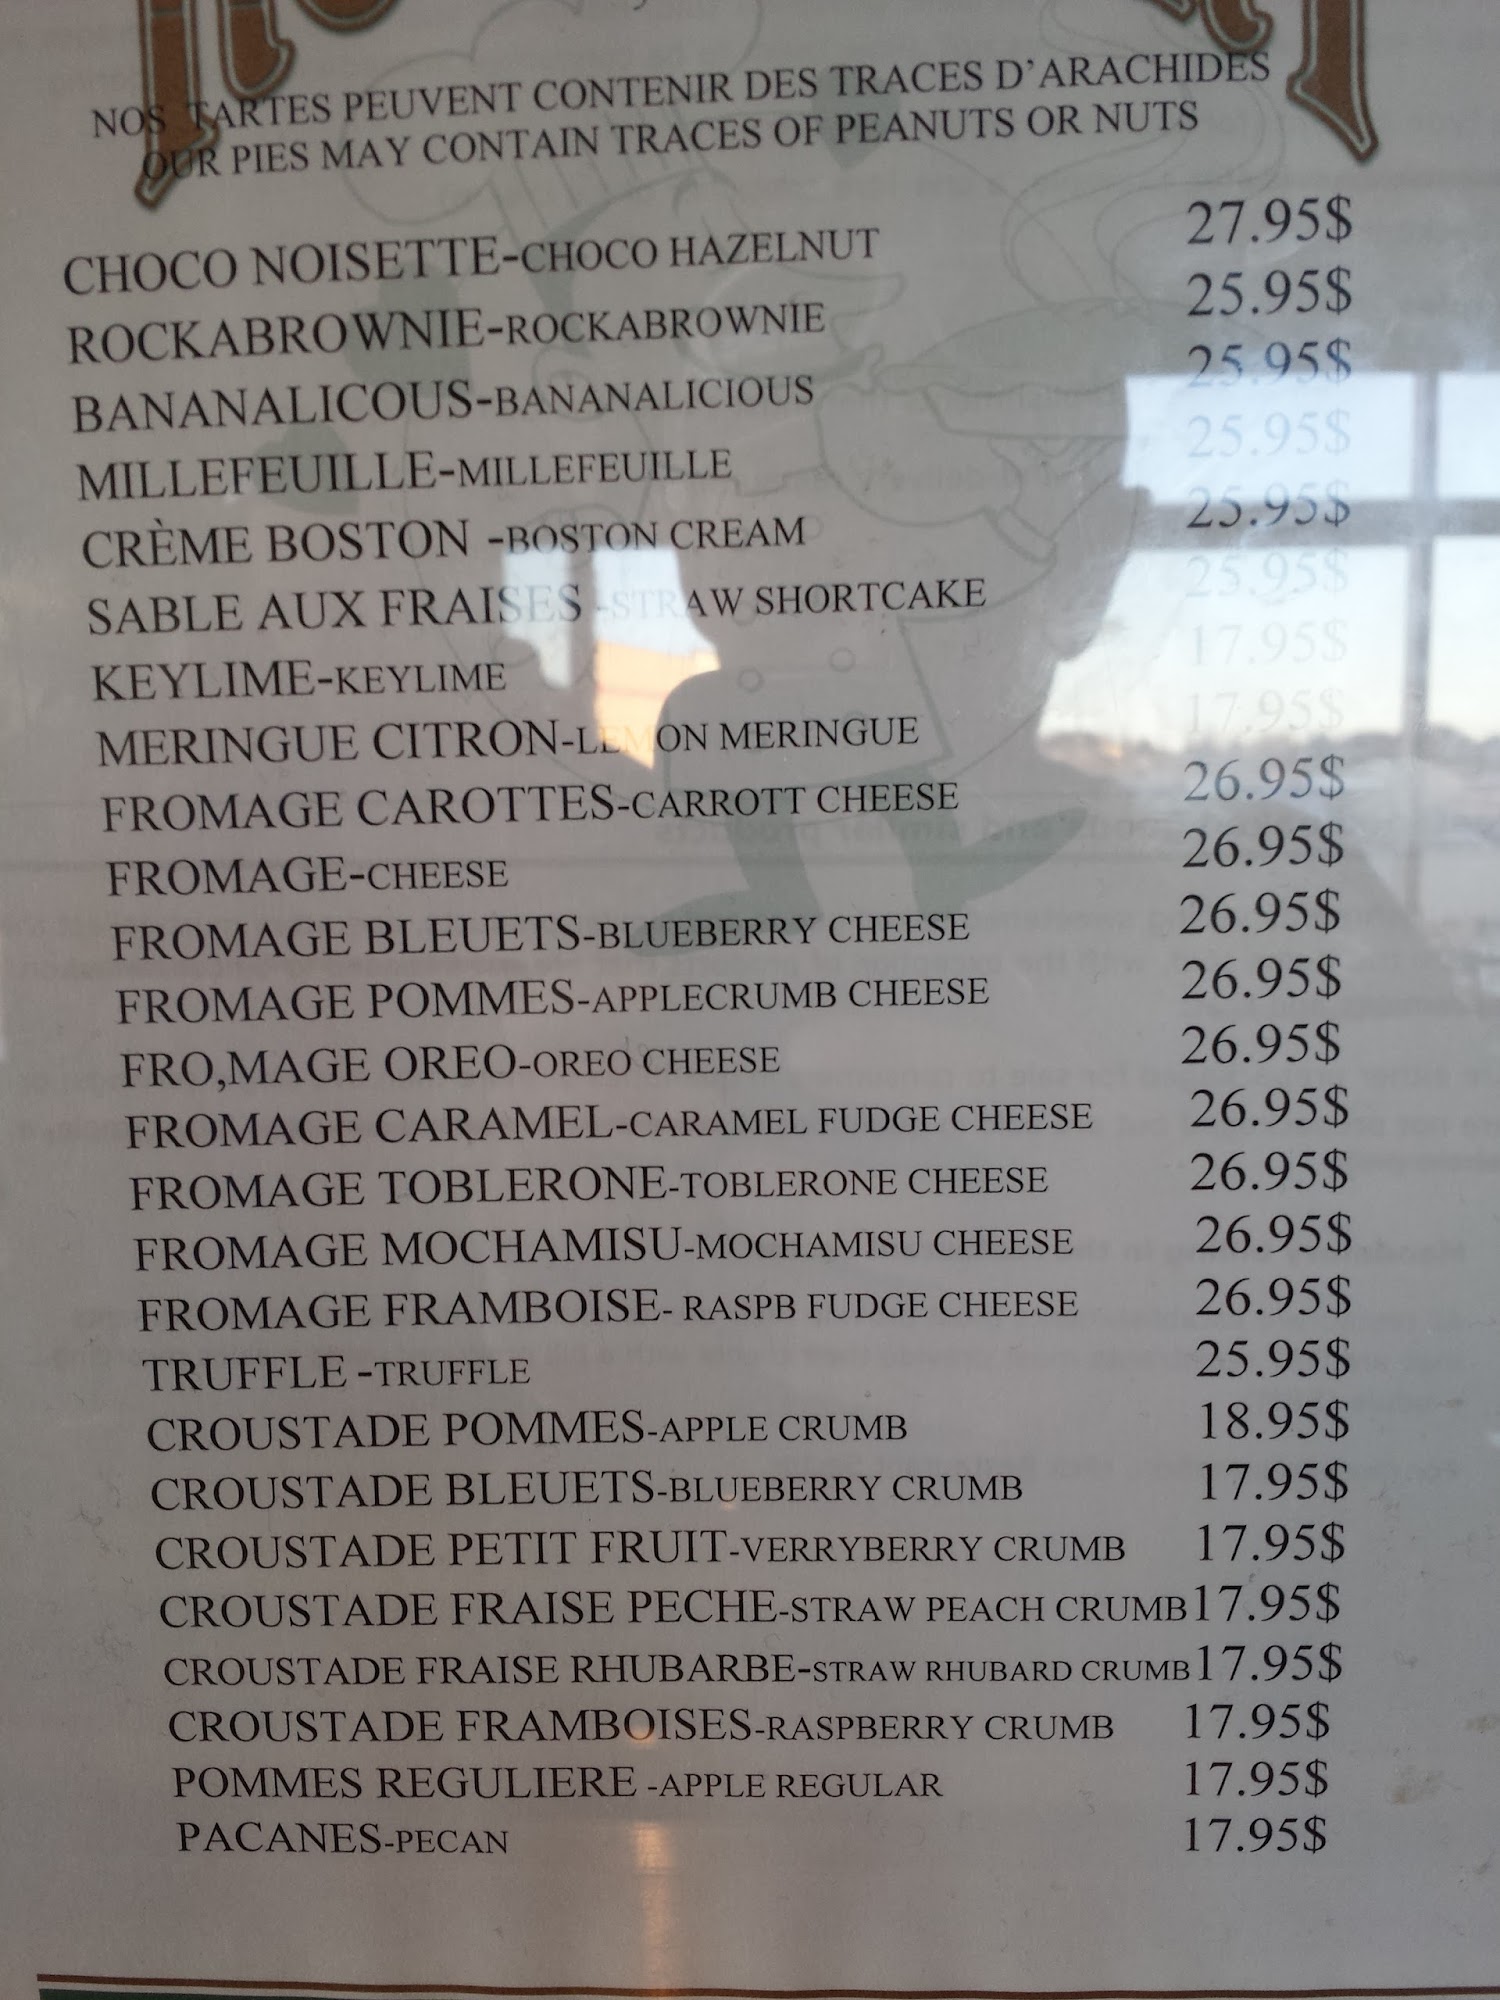 NOS TARTES PEUVENT CONTENIR DES TRACES D'ARACHIDES
OUR PIES MAY CONTAIN TRACES OF PEANUTS OR NUTS
CHOCO NOISETTE-CHOCO HAZELNUT 27.95$
ROCKABROWNIE-ROCKABROWNIE 25.95$
BANANALICOUS-BANANALICIOUS 25.95$
MILLEFEUILLE-MILLEFEUILLE 25.95$
CRÈME BOSTON -BOSTON CREAM 25.95$
SABLE AUX FRAISES -STRAW SHORTCAKE 25.95$
KEYLIME-KEYLIME 17.95$
MERINGUE CITRON-LEMON MERINGUE 17.95$
FROMAGE CAROTTES-CARROTT CHEESE 26.95$
FROMAGE-CHEESE 26.95$
FROMAGE BLEUETS-BLUEBERRY CHEESE 26.95$
FROMAGE POMMES-APPLECRUMB CHEESE 26.95$
FRO,MAGE OREO-OREO CHEESE 26.95$
FROMAGE CARAMEL-CARAMEL FUDGE CHEESE 26.95$
FROMAGE TOBLERONE-TOBLERONE CHEESE 26.95$
FROMAGE MOCHAMISU-MOCHAMISU CHEESE 26.95$
FROMAGE FRAMBOISE- RASPB FUDGE CHEESE 26.95$
TRUFFLE -TRUFFLE 25.95$
CROUSTADE POMMES-APPLE CRUMB 18.95$
CROUSTADE BLEUETS-BLUEBERRY CRUMB 17.95$
CROUSTADE PETIT FRUIT-VERRYBERRY CRUMB 17.95$
CROUSTADE FRAISE PECHE-STRAW PEACH CRUMB 17.95$
CROUSTADE FRAISE RHUBARBE-STRAW RHUBARD CRUMB 17.95$
CROUSTADE FRAMBOISES-RASPBERRY CRUMB 17.95$
POMMES REGULIERE -APPLE REGULAR 17.95$
PACANES-PECAN 17.95$